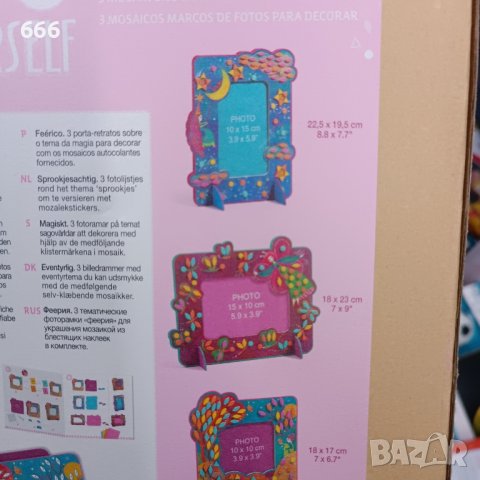 666
3 MOSAICOS MARCOS DE FOTOS PARA DECORAR
RSELF
P Feérico. 3 porta-retratos sobre
o tema da magia para decorar
com os mosaicos autocolantes
fornecidos.
NL Sprookjesachtig. 3 fotolijstjes
rond het thema 'sprookjes'
om te versieren met
mozaïekstickers.
S Magiskt. 3 fotoramar på temat
sagovärldar att dekorera med
hjälp av de medföljande
klistermärkena i mosaik.
DK Eventyrlig. 3 billedrammer med
eventyrtema du kan udsmykke
med de medfølgende
selv-klæbende mosaikker.
RUS Феерия. 3 тематические
фоторамки «феерия» для
украшения мозаикой из
блестящих наклеек
в комплекте.
PHOTO
10 x 15 cm
3.9 x 5.9"
22,5 x 19,5 cm
8.8 x 7.7"
PHOTO
15 x 10 cm
5.9 x 3.9"
18 x 23 cm
7 x 9"
PHOTO
10 x 10 cm
3.9 x 3.9"
18 x 17 cm
7 x 6.7"
BAZAR